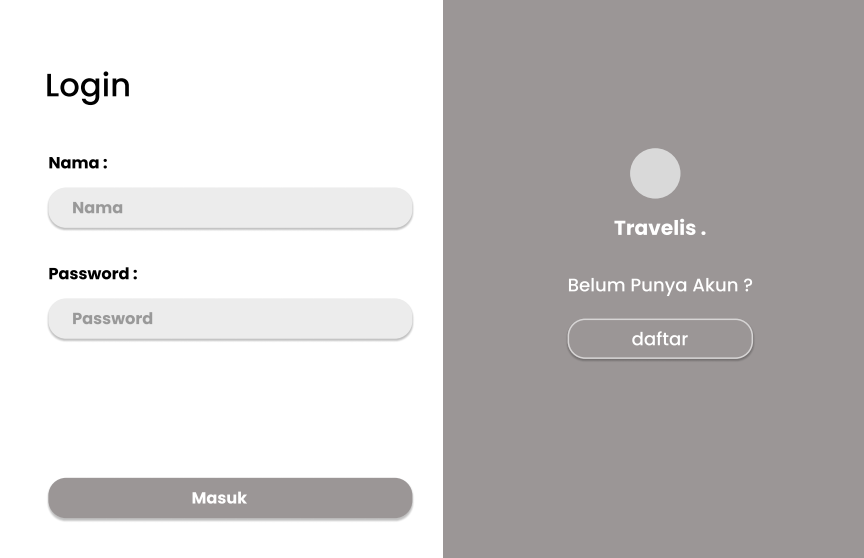 Login
Nama :
Nama
Password :
Password
Masuk
Travelis .
Belum Punya Akun ?
daftar